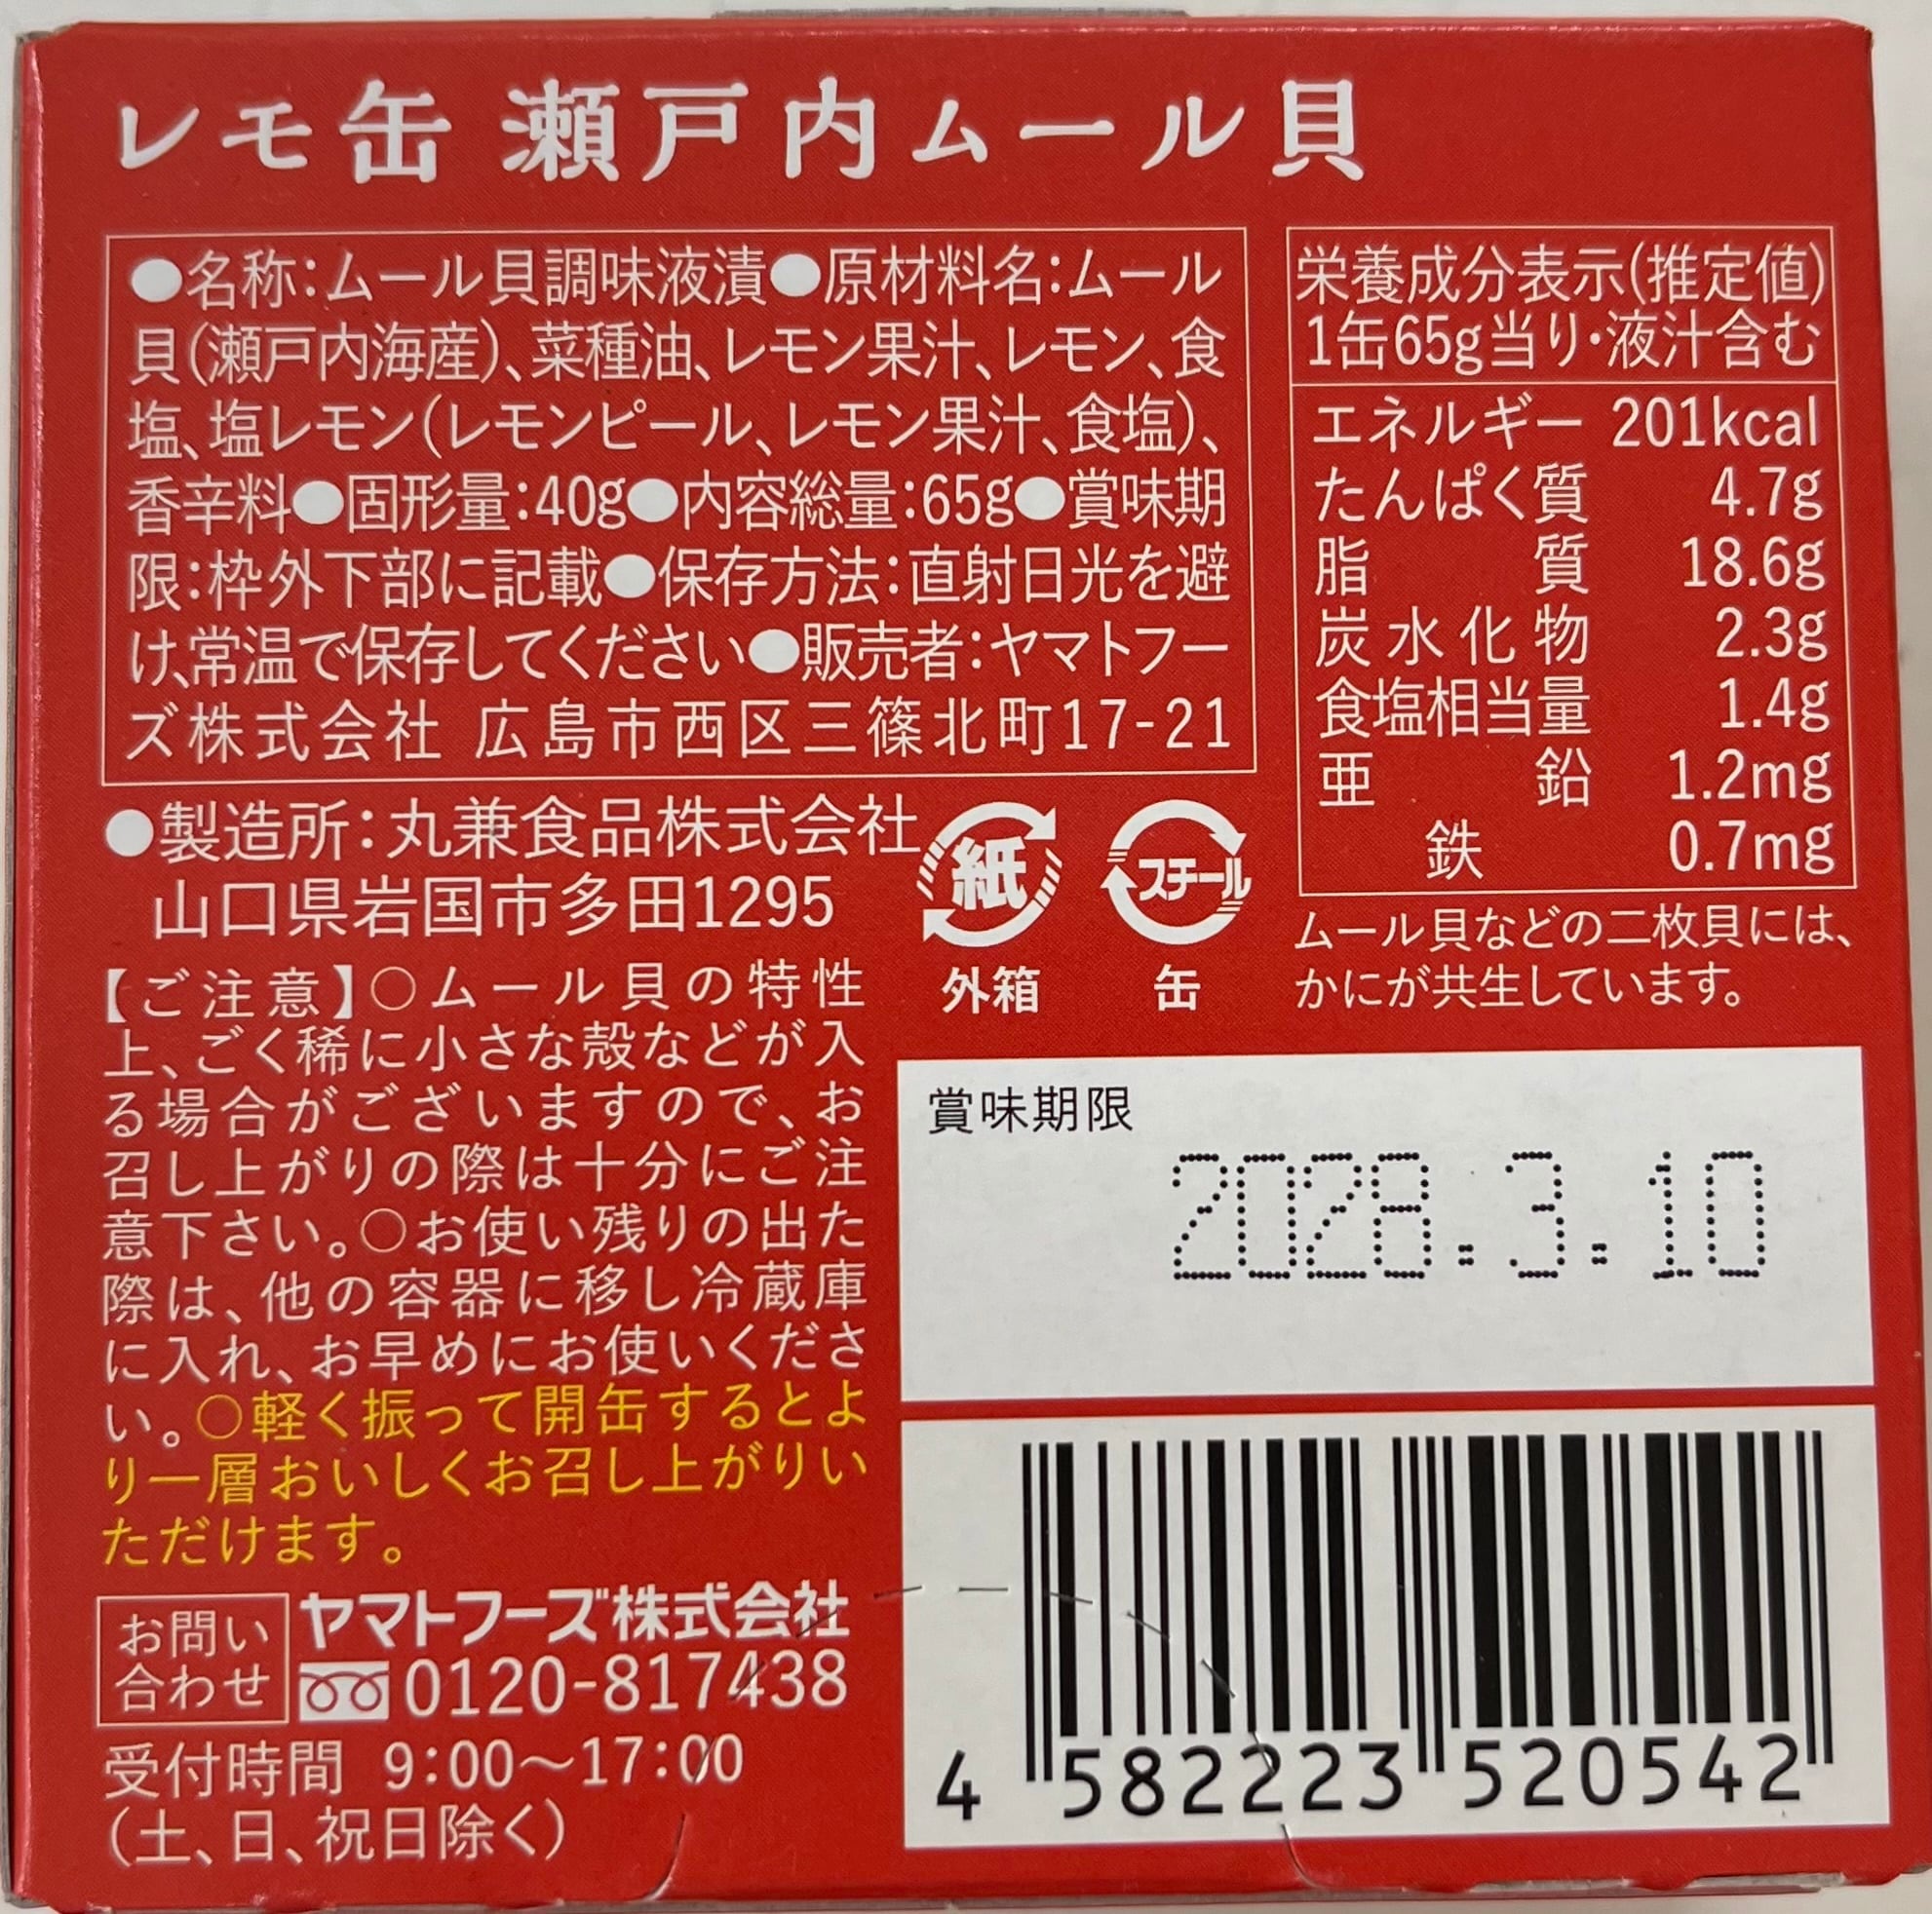 レモ缶 瀬戸内ムール貝
●名称:ムール貝調味液漬●原材料名:ムール
貝(瀬戸内海産)、菜種油、レモン果汁、レモン、食
塩、塩レモン(レモンピール、レモン果汁、食塩)、
香辛料●固形量:40g●内容総量:65g●賞味期
限:枠外下部に記載●保存方法:直射日光を避
け、常温で保存してください●販売者:ヤマトフー
ズ株式会社 広島市西区三篠北町17-21
●製造所:丸兼食品株式会社
山口県岩国市多田1295
紙
外箱
スチール
缶
栄養成分表示(推定値)
1缶65g当り・液汁含む
エネルギー 201kcal
たんぱく質 4.7g
脂質 18.6g
炭水化物 2.3g
食塩相当量 1.4g
亜鉛 1.2mg
鉄 0.7mg
ムール貝などの二枚貝には、
かにが共生しています。
【ご注意】○ムール貝の特性
上、ごく稀に小さな殻などが入
る場合がございますので、お
召し上がりの際は十分にご注
意下さい。○お使い残りの出た
際は、他の容器に移し冷蔵庫
に入れ、お早めにお使いくださ
い。○軽く振って開缶するとよ
り一層おいしくお召し上がりい
ただけます。
お問い
合わせ
ヤマトフーズ株式会社
0120-817438
受付時間 9:00～17:00
(土、日、祝日除く)
賞味期限
2028.3.10
4 582223 520542